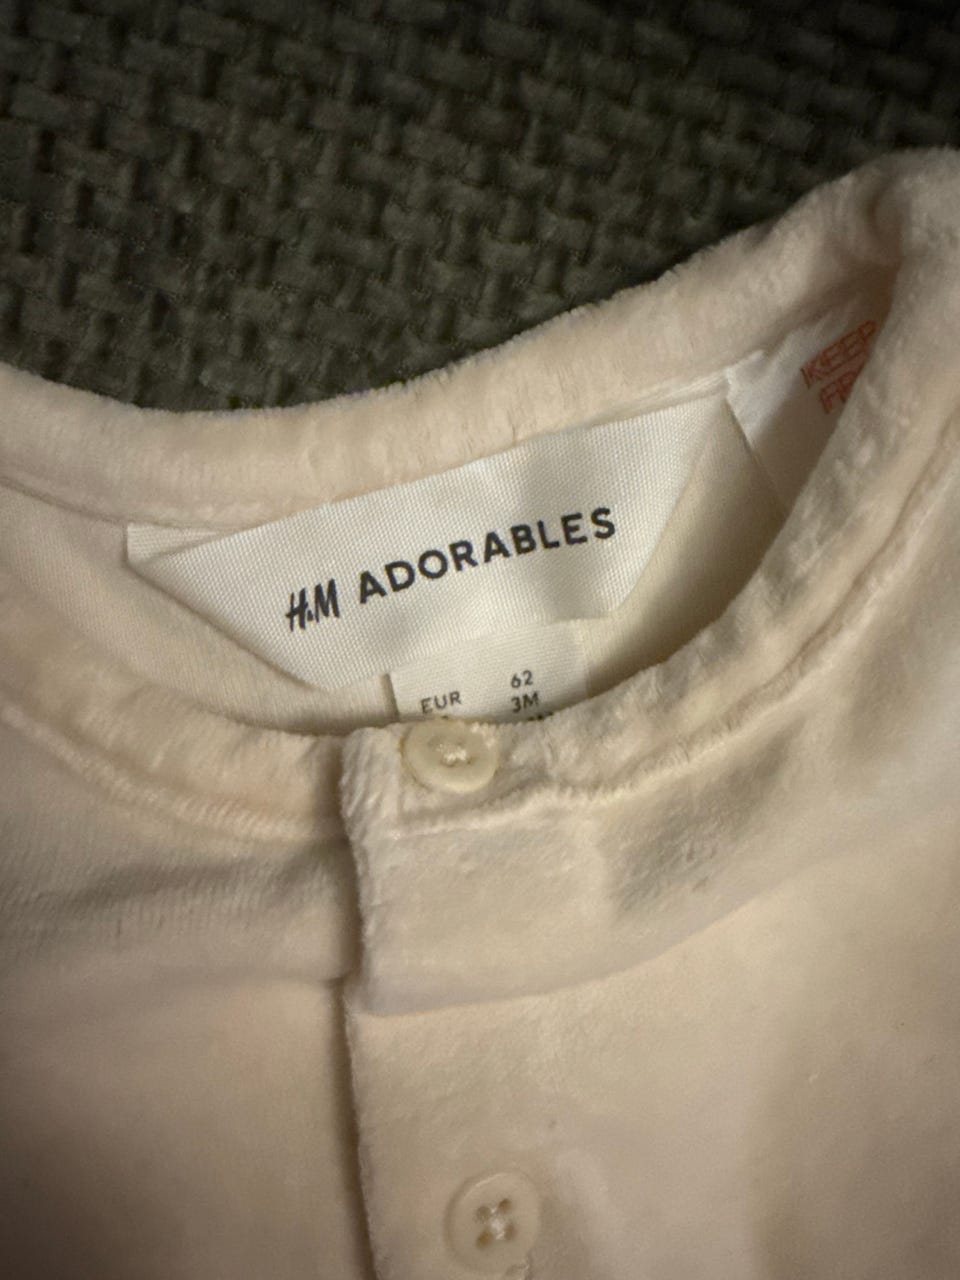 H&M ADORABLES
EUR 62
3M
KEEP